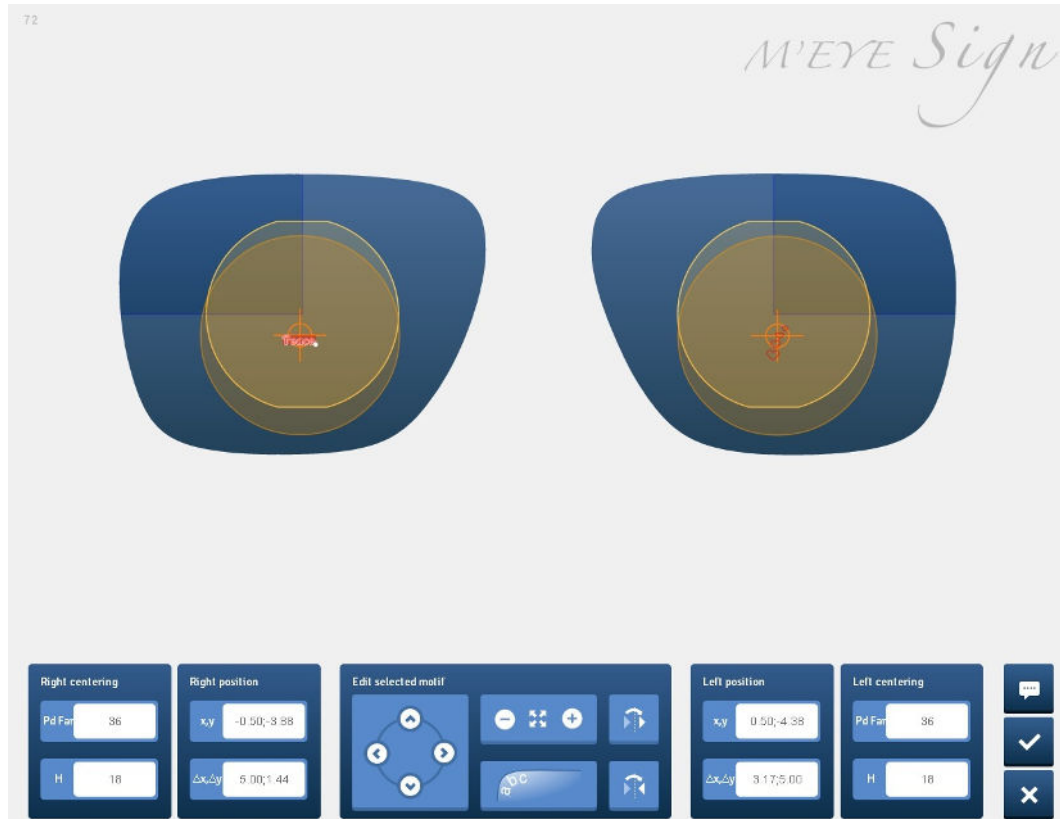 72
M'EYE Sign
Peace
Right centering
Pd Far 36
H 18
Right position
x,y -0.50;-3.88
Δx,Δy 5.00;1.44
Edit selected motif
abc
Left position
x,y 0.50;-4.38
Δx,Δy 3.17;5.00
Left centering
Pd Far 36
H 18